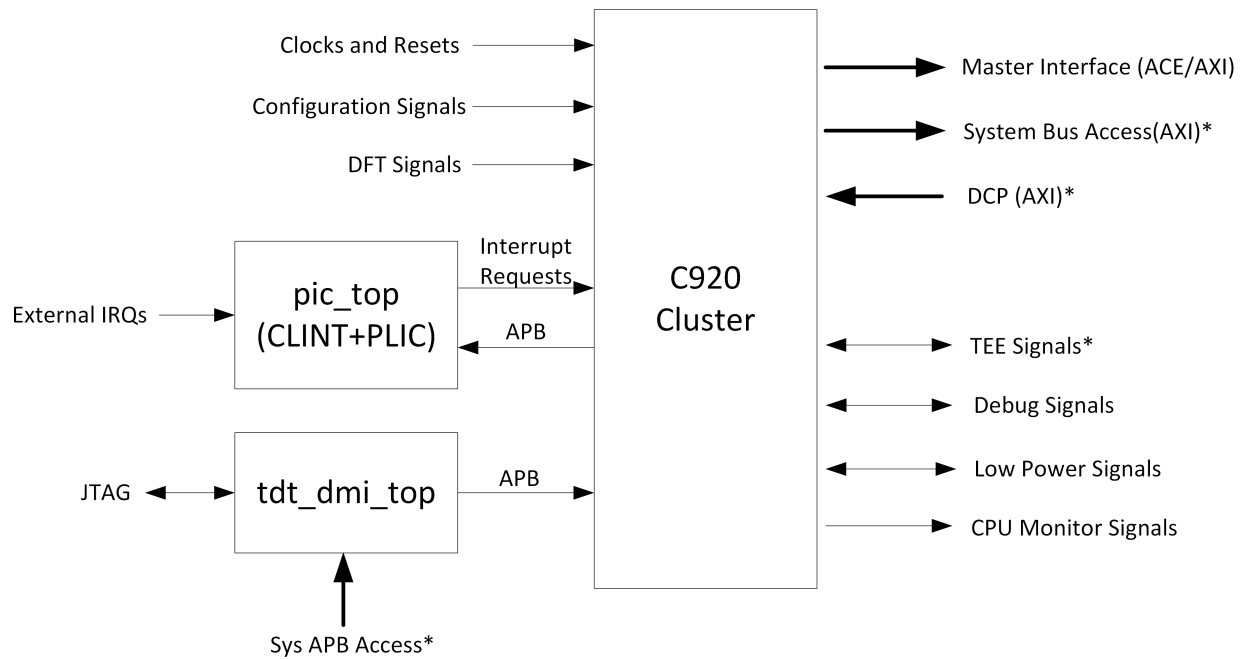 Clocks and Resets
Configuration Signals
DFT Signals
External IRQs
pic_top
(CLINT+PLIC)
Interrupt
Requests
APB
JTAG
tdt_dmi_top
APB
Sys APB Access*
C920
Cluster
Master Interface (ACE/AXI)
System Bus Access(AXI)*
DCP (AXI)*
TEE Signals*
Debug Signals
Low Power Signals
CPU Monitor Signals